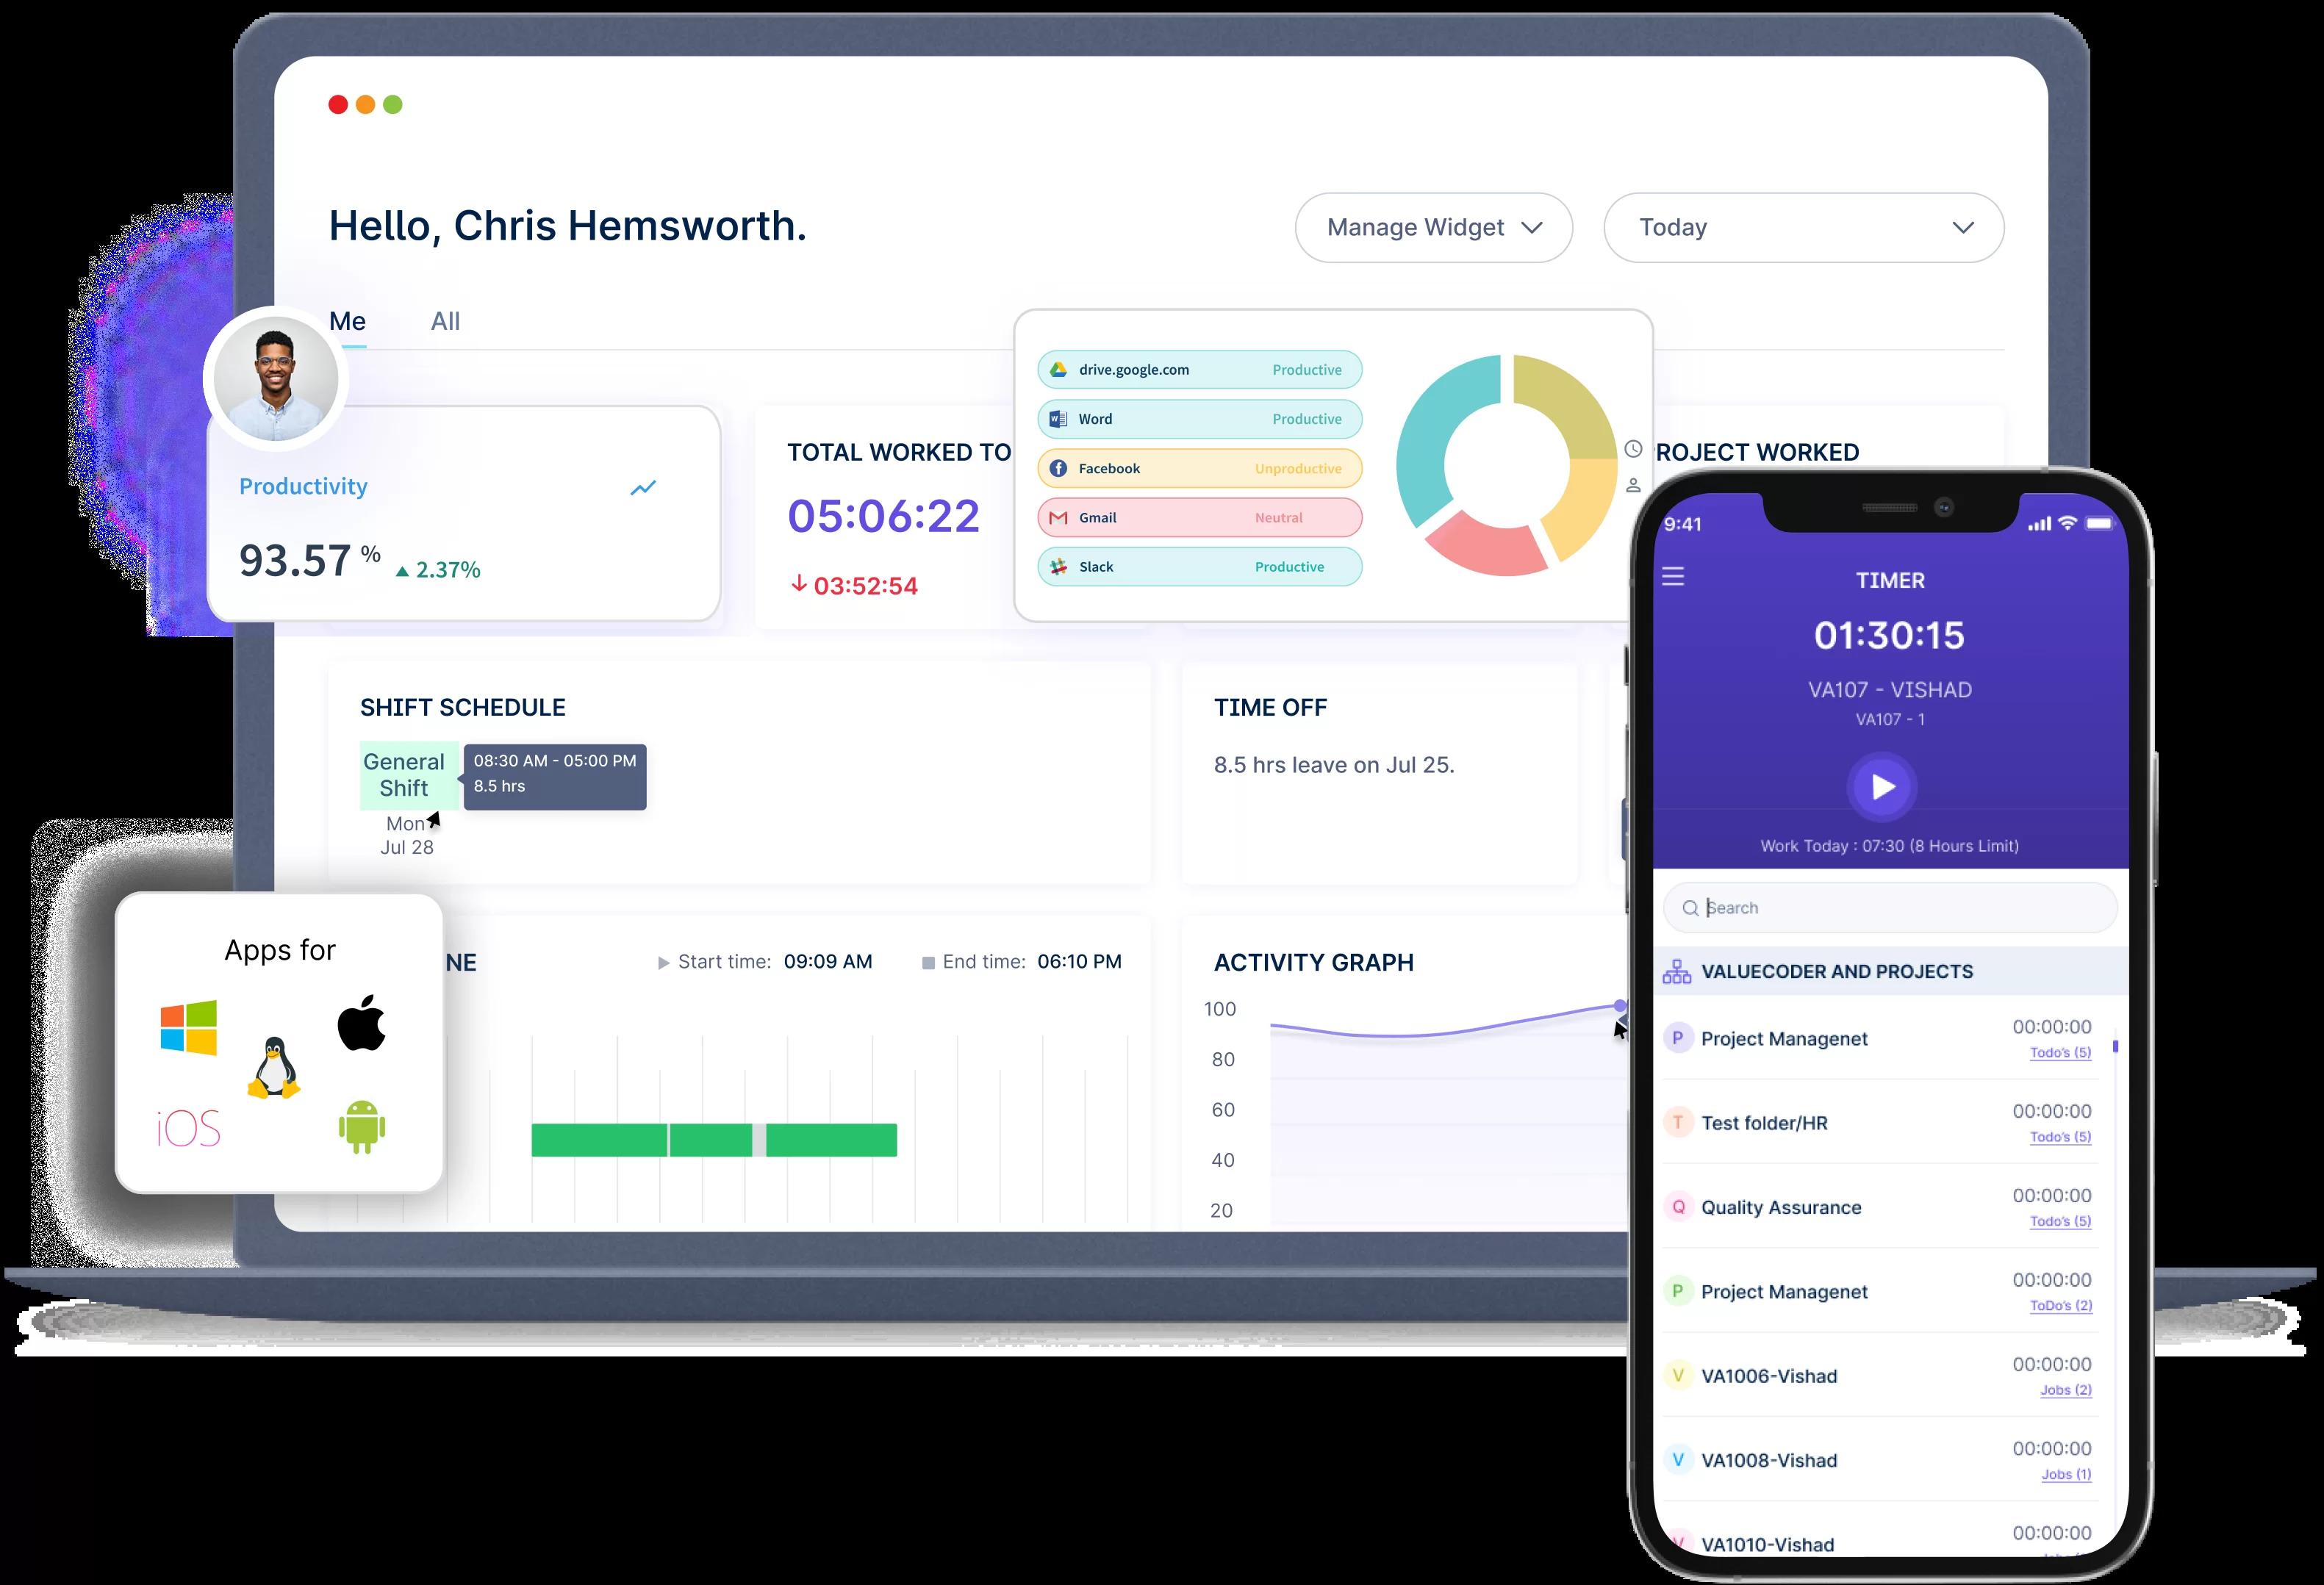 Hello, Chris Hemsworth.
Manage Widget
Today
Me
All
Productivity
93.57 %
2.37%
TOTAL WORKED TO
05:06:22
03:52:54
drive.google.com Productive
Word Productive
Facebook Unproductive
Gmail Neutral
Slack Productive
ROJECT WORKED
SHIFT SCHEDULE
General
Shift
08:30 AM - 05:00 PM
8.5 hrs
Mon
Jul 28
TIME OFF
8.5 hrs leave on Jul 25.
Apps for
iOS
NE
Start time: 09:09 AM
End time: 06:10 PM
ACTIVITY GRAPH
100
80
60
40
20
9:41
TIMER
01:30:15
VA107 - VISHAD
VA107 - 1
Work Today : 07:30 (8 Hours Limit)
Search
VALUECODER AND PROJECTS
P Project Managenet 00:00:00
Todo's (5)
T Test folder/HR 00:00:00
Todo's (5)
Q Quality Assurance 00:00:00
Todo's (5)
P Project Managenet 00:00:00
ToDo's (2)
V VA1006-Vishad 00:00:00
Jobs (2)
V VA1008-Vishad 00:00:00
Jobs (1)
V VA1010-Vishad 00:00:00